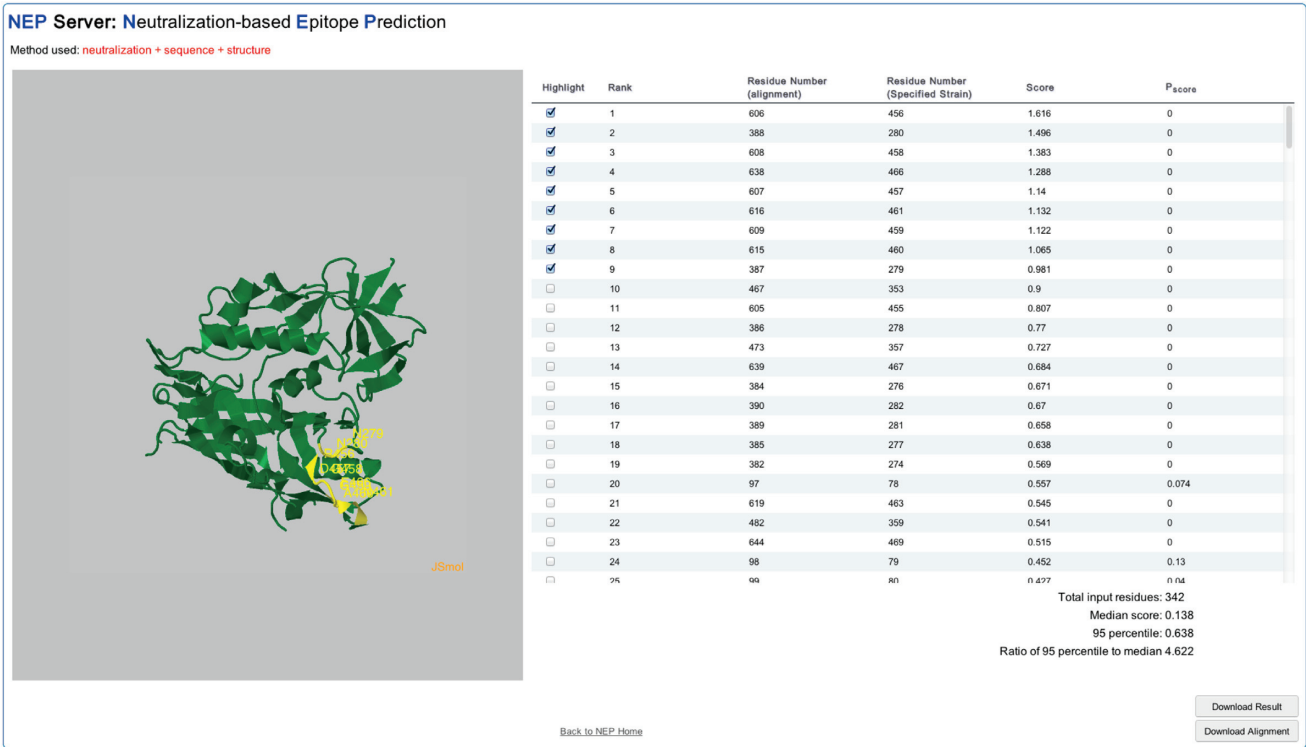 NEP Server: Neutralization-based Epitope Prediction
Method used: neutralization + sequence + structure
Highlight Rank Residue Number (alignment) Residue Number (Specified Strain) Score Pscore
1 606 456 1.616 0
2 388 280 1.496 0
3 608 458 1.383 0
4 638 466 1.288 0
5 607 457 1.14 0
6 616 461 1.132 0
7 609 459 1.122 0
8 615 460 1.065 0
9 387 279 0.981 0
10 467 353 0.9 0
11 605 455 0.807 0
12 386 278 0.77 0
13 473 357 0.727 0
14 639 467 0.684 0
15 384 276 0.671 0
16 390 282 0.67 0
17 389 281 0.658 0
18 385 277 0.638 0
19 382 274 0.569 0
20 97 78 0.557 0.074
21 619 463 0.545 0
22 482 359 0.541 0
23 644 469 0.515 0
24 98 79 0.452 0.13
25 99 80 0.427 0.04
N279
N280
JSmol
Total input residues: 342
Median score: 0.138
95 percentile: 0.638
Ratio of 95 percentile to median 4.622
Download Result
Back to NEP Home
Download Alignment